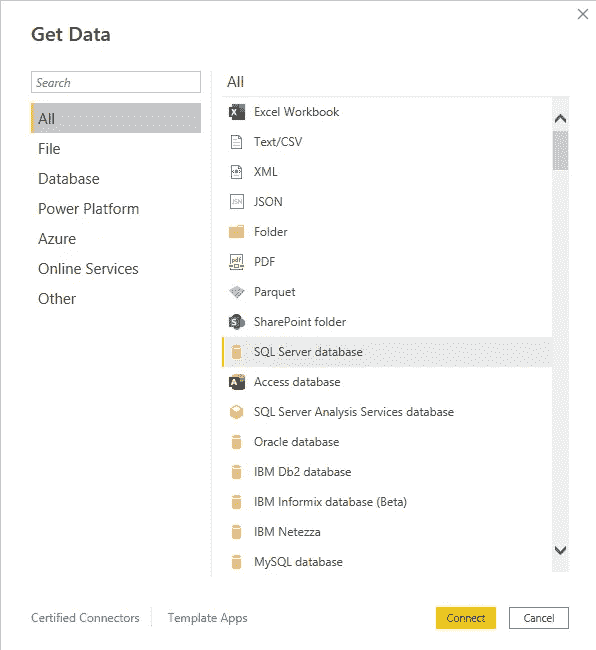 Get Data
Search
All
File
Database
Power Platform
Azure
Online Services
Other
All
Excel Workbook
Text/CSV
XML
JSON
Folder
PDF
Parquet
SharePoint folder
SQL Server database
Access database
SQL Server Analysis Services database
Oracle database
IBM Db2 database
IBM Informix database (Beta)
IBM Netezza
MySQL database
Certified Connectors
Template Apps
Connect
Cancel